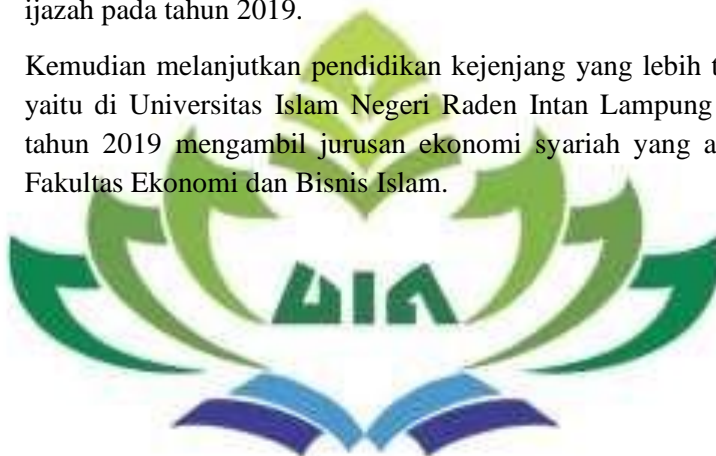 ijazah pada tahun 2019.
Kemudian melanjutkan pendidikan kejenjang yang lebih
yaitu di Universitas Islam Negeri Raden Intan Lampung
tahun 2019 mengambil jurusan ekonomi syariah yang
Fakultas Ekonomi dan Bisnis Islam.
UIN